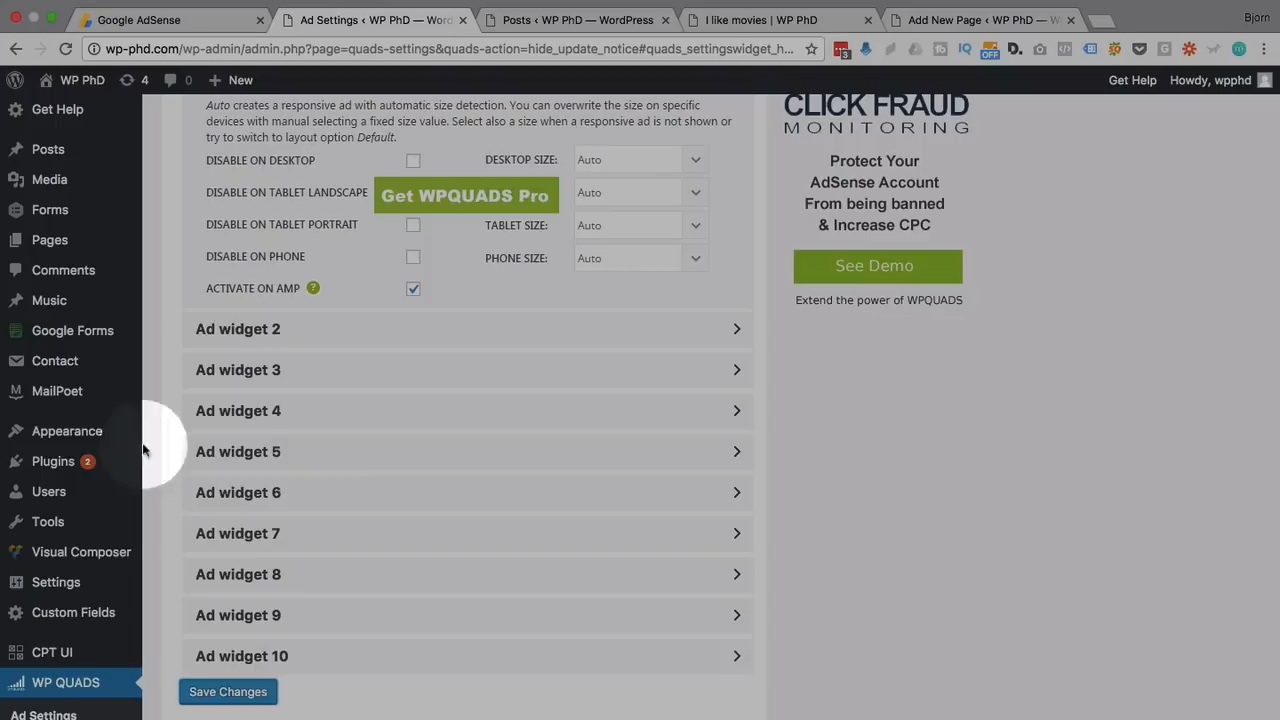 Google AdSense
Ad Settings < WP PhD — Word
Posts < WP PhD — WordPress
I like movies | WP PhD
Add New Page < WP PhD — W
Bjorn
wp-phd.com/wp-admin/admin.php?page=quads-settings&quads-action=hide_update_notice#quads_settingswidget_h...
WP PhD
4
0
New
Get Help
Howdy, wpphd
Get Help
Posts
Media
Forms
Pages
Comments
Music
Google Forms
Contact
MailPoet
Appearance
Plugins 2
Users
Tools
Visual Composer
Settings
Custom Fields
CPT UI
WP QUADS
Ad Settings
Auto creates a responsive ad with automatic size detection. You can overwrite the size on specific
devices with manual selecting a fixed size value. Select also a size when a responsive ad is not shown or
try to switch to layout option Default.
DISABLE ON DESKTOP
DESKTOP SIZE:
Auto
DISABLE ON TABLET LANDSCAPE
Get WPQUADS Pro
Auto
DISABLE ON TABLET PORTRAIT
TABLET SIZE:
Auto
DISABLE ON PHONE
PHONE SIZE:
Auto
ACTIVATE ON AMP ?
Ad widget 2
Ad widget 3
Ad widget 4
Ad widget 5
Ad widget 6
Ad widget 7
Ad widget 8
Ad widget 9
Ad widget 10
Save Changes
CLICK FRAUD
MONITORING
Protect Your
AdSense Account
From being banned
& Increase CPC
See Demo
Extend the power of WPQUADS